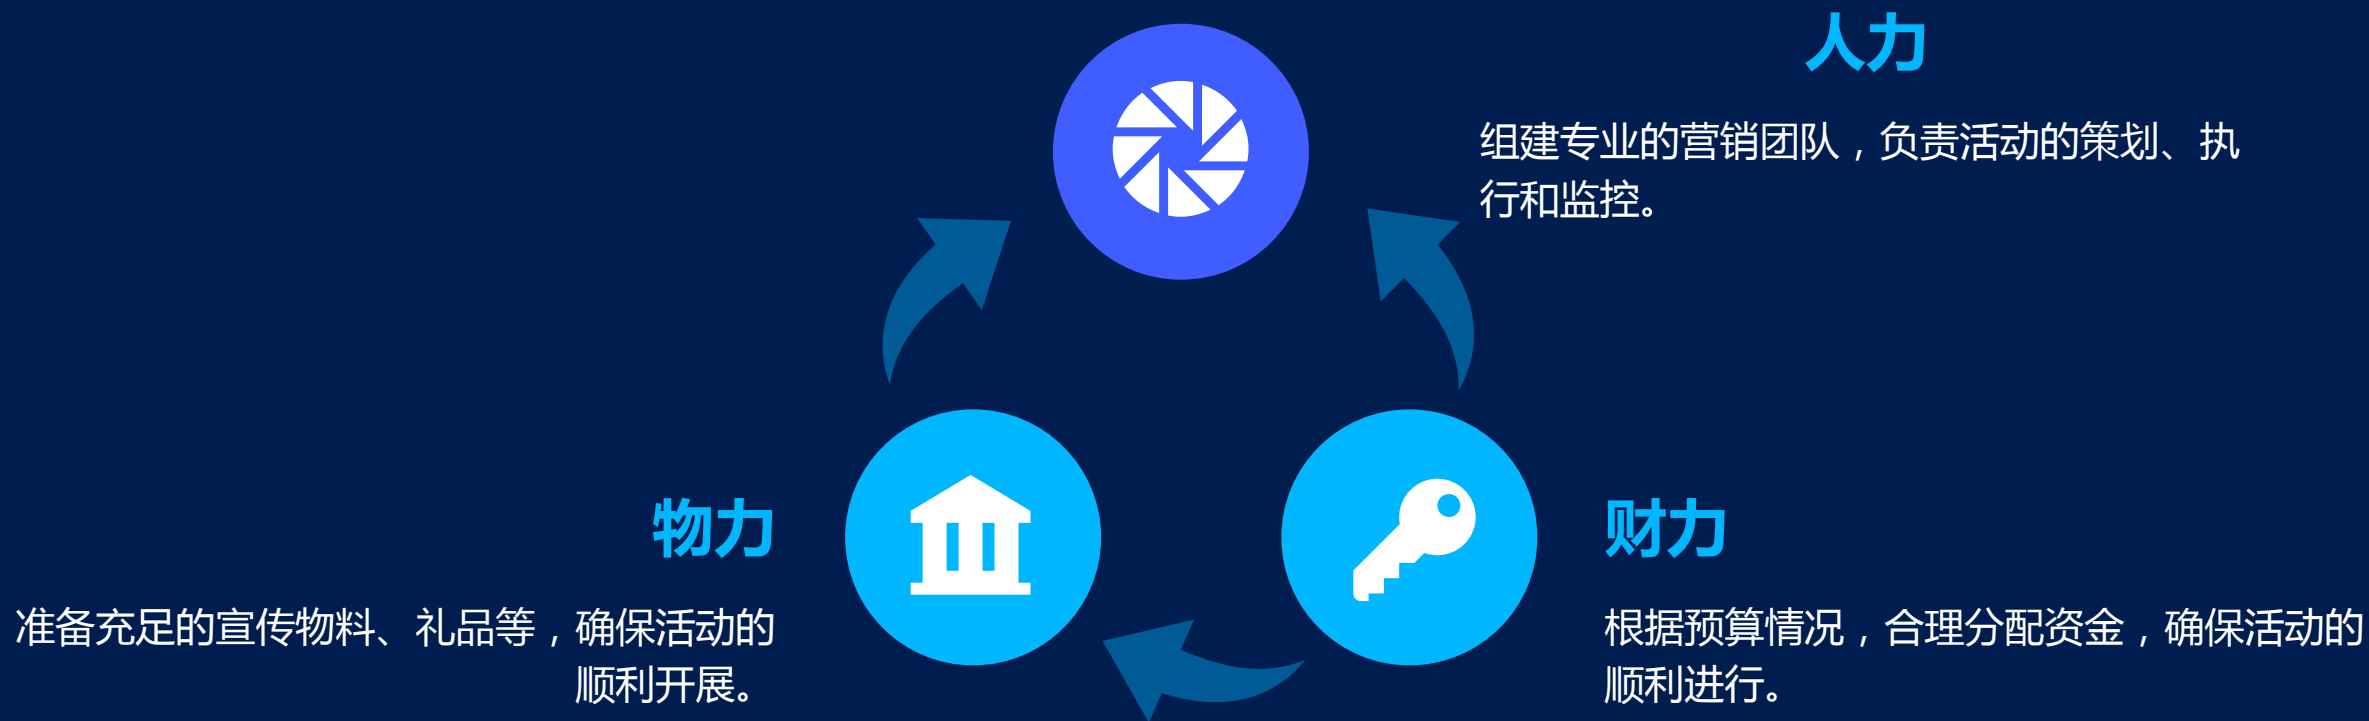 人力
组建专业的营销团队，负责活动的策划、执
行和监控。
物力
准备充足的宣传物料、礼品等，确保活动的
顺利开展。
财力
根据预算情况，合理分配资金，确保活动的
顺利进行。